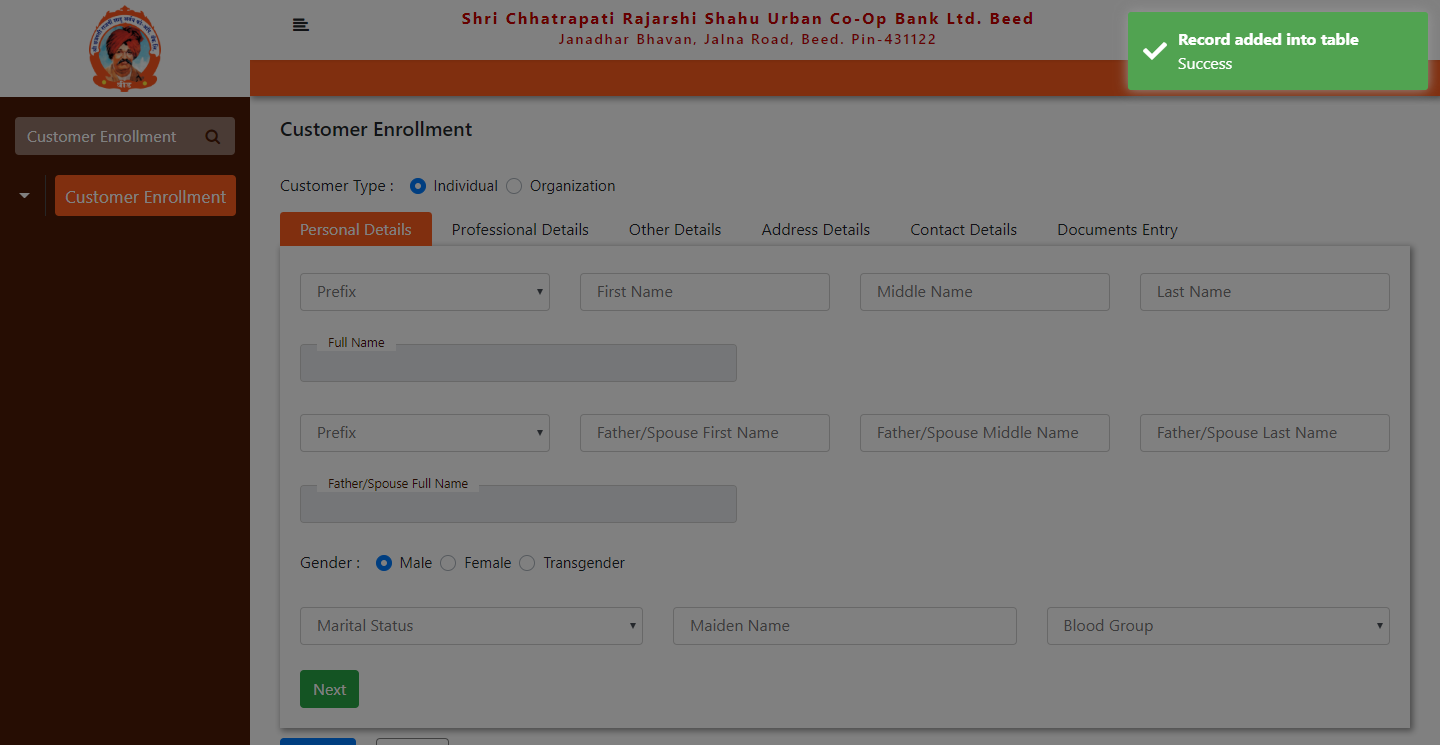 Shri Chhatrapati Rajarshi Shahu Urban Co-Op Bank Ltd. Beed
Janadhar Bhavan, Jalna Road, Beed. Pin-431122
Record added into table
Success
बीड
Customer Enrollment
Customer Enrollment
Customer Enrollment
Customer Type : Individual Organization
Personal Details Professional Details Other Details Address Details Contact Details Documents Entry
Prefix First Name Middle Name Last Name
Full Name
Prefix Father/Spouse First Name Father/Spouse Middle Name Father/Spouse Last Name
Father/Spouse Full Name
Gender : Male Female Transgender
Marital Status Maiden Name Blood Group
Next